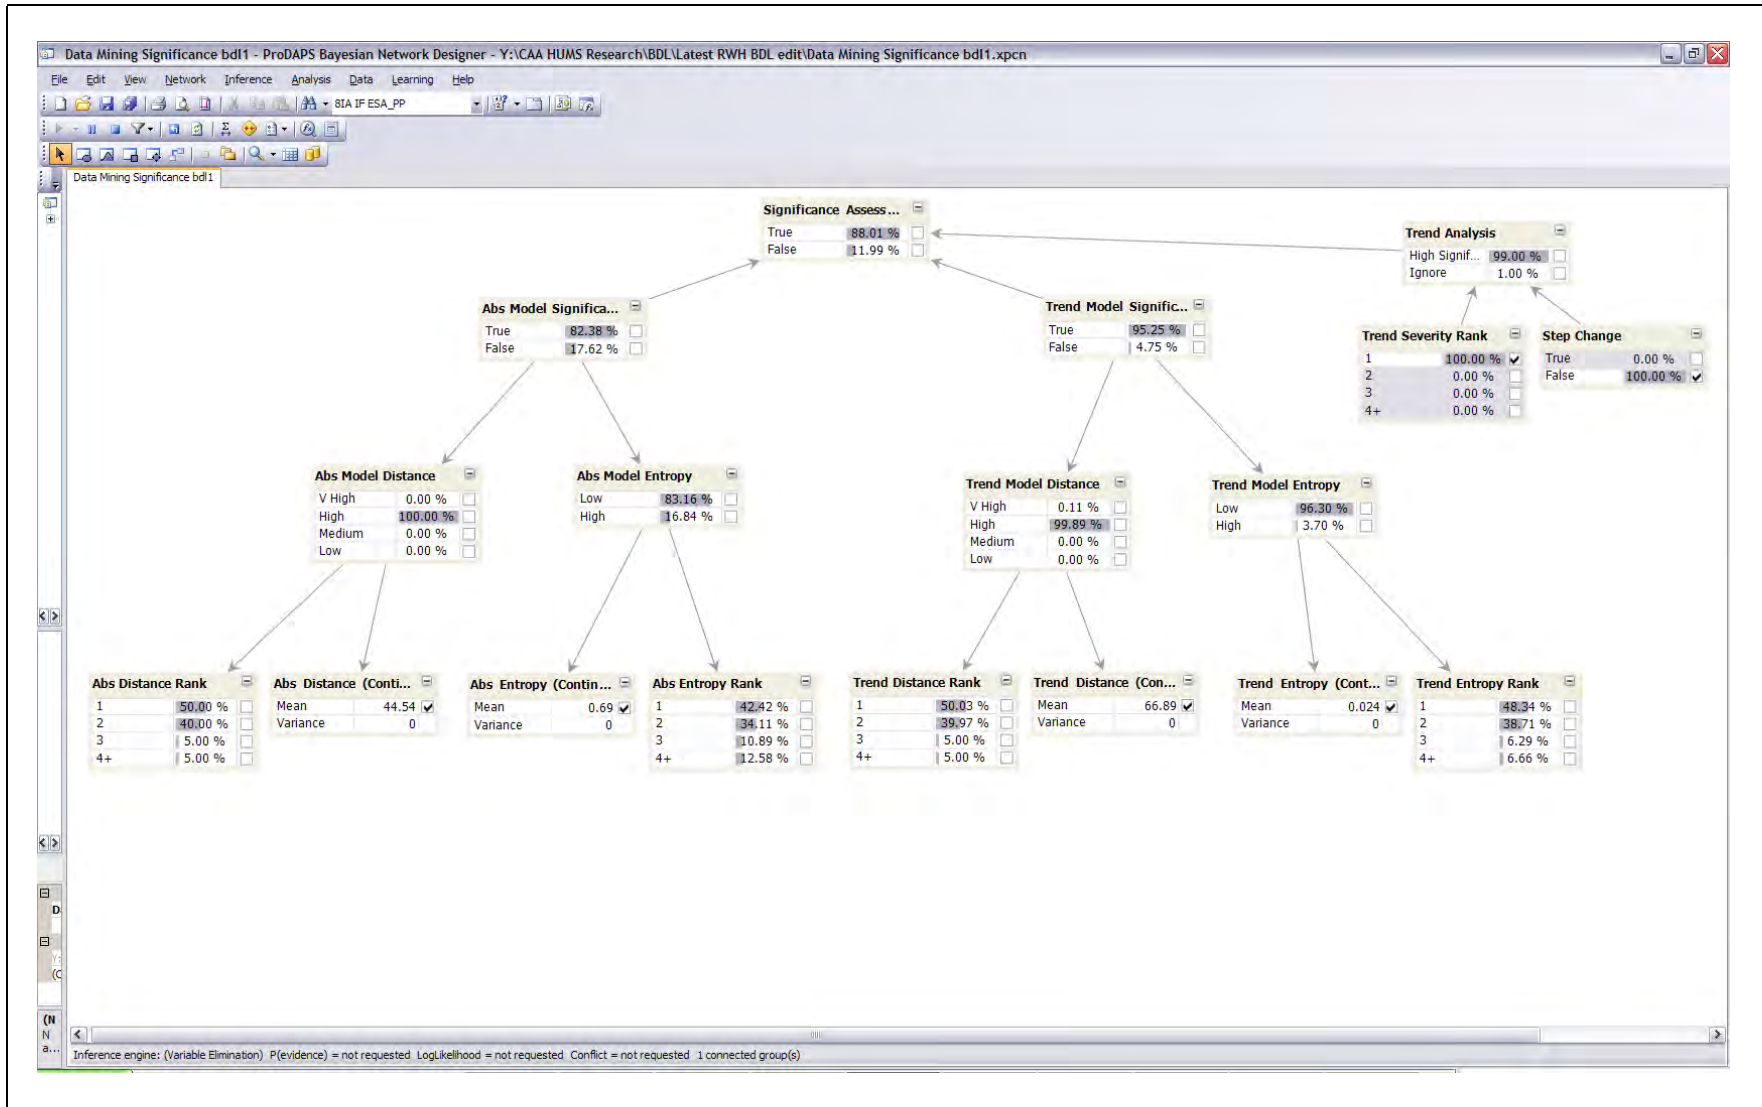 Data Mining Significance bdl1 - ProDAPS Bayesian Network Designer - Y:\CAA HUMS Research\BDL\Latest RWH BDL edit\Data Mining Significance bdl1.xpcn
File Edit View Network Inference Analysis Data Learning Help
8IA IF ESA_PP
Data Mining Significance bdl1
Significance Assess...
True 88.01 %
False 11.99 %
Trend Analysis
High Signif... 99.00 %
Ignore 1.00 %
Abs Model Significa...
True 82.38 %
False 17.62 %
Trend Model Signific...
True 95.25 %
False 4.75 %
Trend Severity Rank
1 100.00 %
2 0.00 %
3 0.00 %
4+ 0.00 %
Step Change
True 0.00 %
False 100.00 %
Abs Model Distance
V High 0.00 %
High 100.00 %
Medium 0.00 %
Low 0.00 %
Abs Model Entropy
Low 83.16 %
High 16.84 %
Trend Model Distance
V High 0.11 %
High 99.89 %
Medium 0.00 %
Low 0.00 %
Trend Model Entropy
Low 96.30 %
High 3.70 %
Abs Distance Rank
1 50.00 %
2 40.00 %
3 5.00 %
4+ 5.00 %
Abs Distance (Conti...
Mean 44.54
Variance 0
Abs Entropy (Contin...
Mean 0.69
Variance 0
Abs Entropy Rank
1 42.42 %
2 34.11 %
3 10.89 %
4+ 12.58 %
Trend Distance Rank
1 50.03 %
2 39.97 %
3 5.00 %
4+ 5.00 %
Trend Distance (Con...
Mean 66.89
Variance 0
Trend Entropy (Cont...
Mean 0.024
Variance 0
Trend Entropy Rank
1 48.34 %
2 38.71 %
3 6.29 %
4+ 6.66 %
D
Y:
(C
(N
N
a...
Inference engine: (Variable Elimination) P(evidence) = not requested LogLikelihood = not requested Conflict = not requested 1 connected group(s)